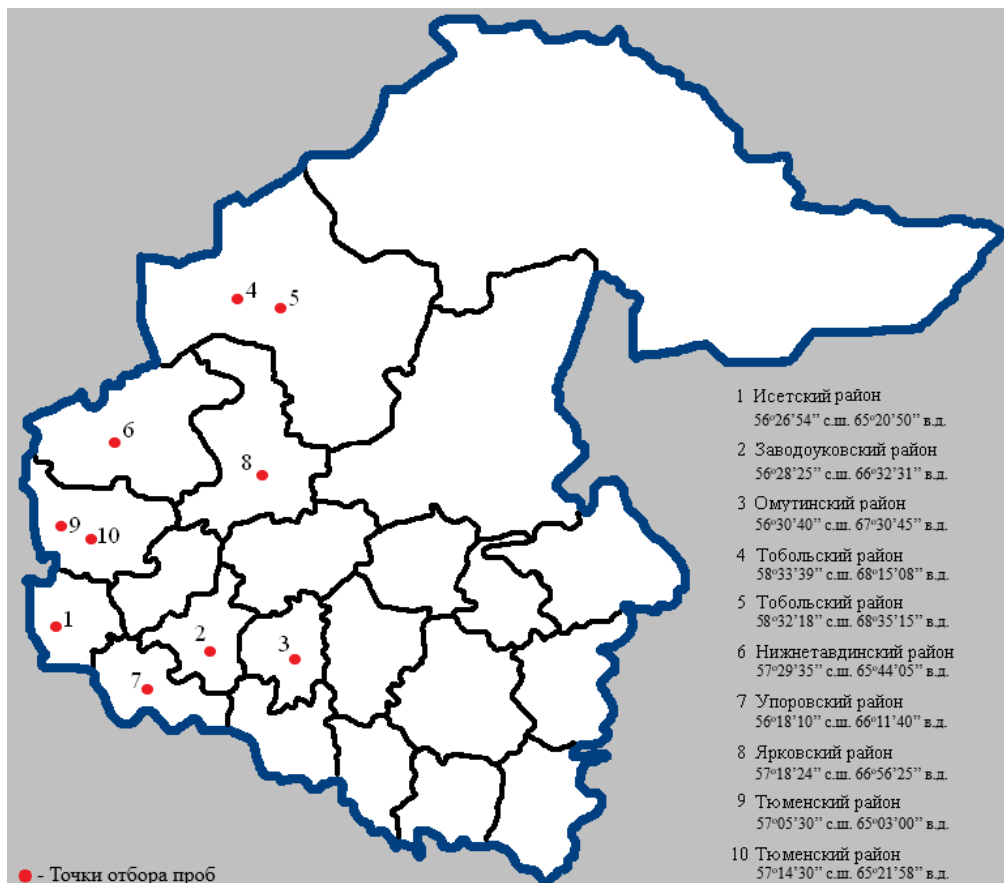 4
5
6
8
9
10
1
2
3
7
1 Исетский район
56º26’54” с.ш. 65º20’50” в.д.
2 Заводоуковский район
56º28’25” с.ш. 66º32’31” в.д.
3 Омутинский район
56º30’40” с.ш. 67º30’45” в.д.
4 Тобольский район
58º33’39” с.ш. 68º15’08” в.д.
5 Тобольский район
58º32’18” с.ш. 68º35’15” в.д.
6 Нижнетавдинский район
57º29’35” с.ш. 65º44’05” в.д.
7 Упоровский район
56º18’10” с.ш. 66º11’40” в.д.
8 Ярковский район
57º18’24” с.ш. 66º56’25” в.д.
9 Тюменский район
57º05’30” с.ш. 65º03’00” в.д.
10 Тюменский район
57º14’30” с.ш. 65º21’58” в.д.
- Точки отбора проб